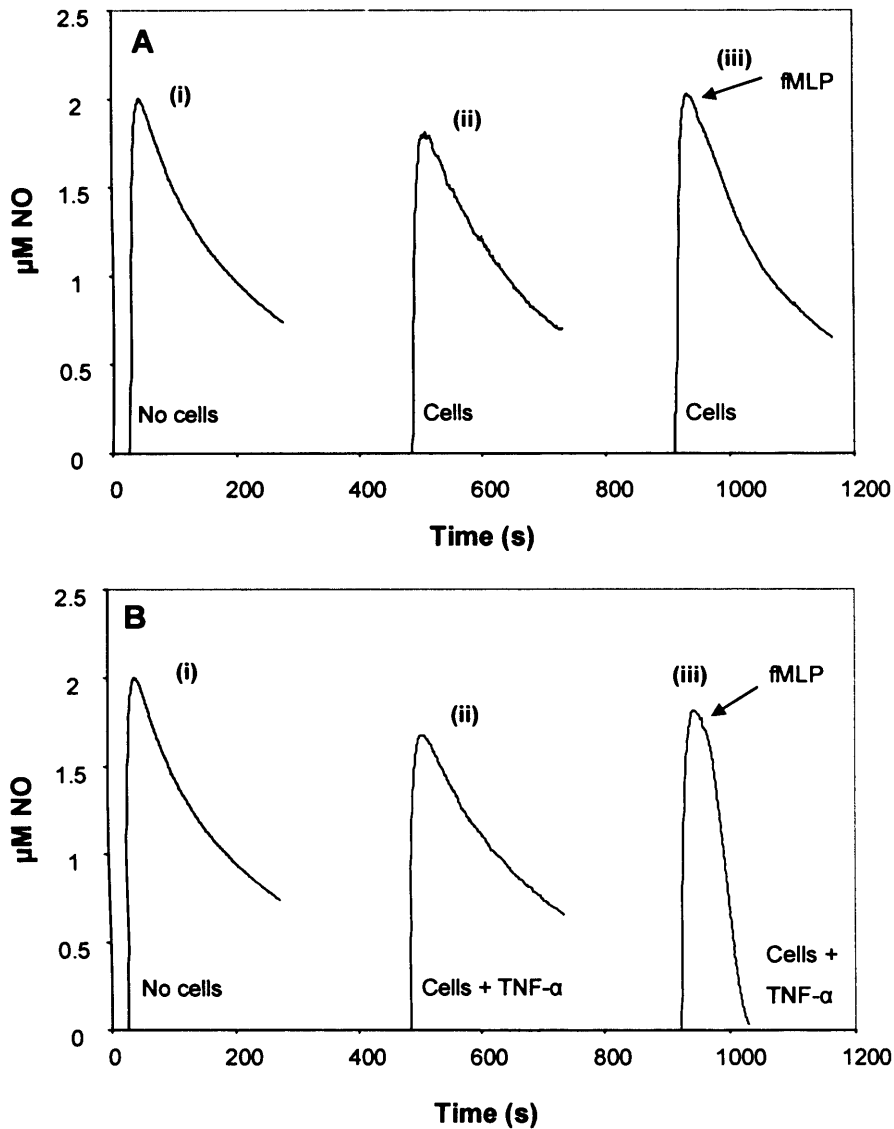 A
(i)
(ii)
(iii)
fMLP
2.5
2
1.5
1
0.5
0
µM NO
No cells
Cells
Cells
0 200 400 600 800 1000 1200
Time (s)
B
(i)
(ii)
(iii)
fMLP
2.5
2
1.5
1
0.5
0
µM NO
No cells
Cells + TNF-α
Cells +
TNF-α
0 200 400 600 800 1000 1200
Time (s)